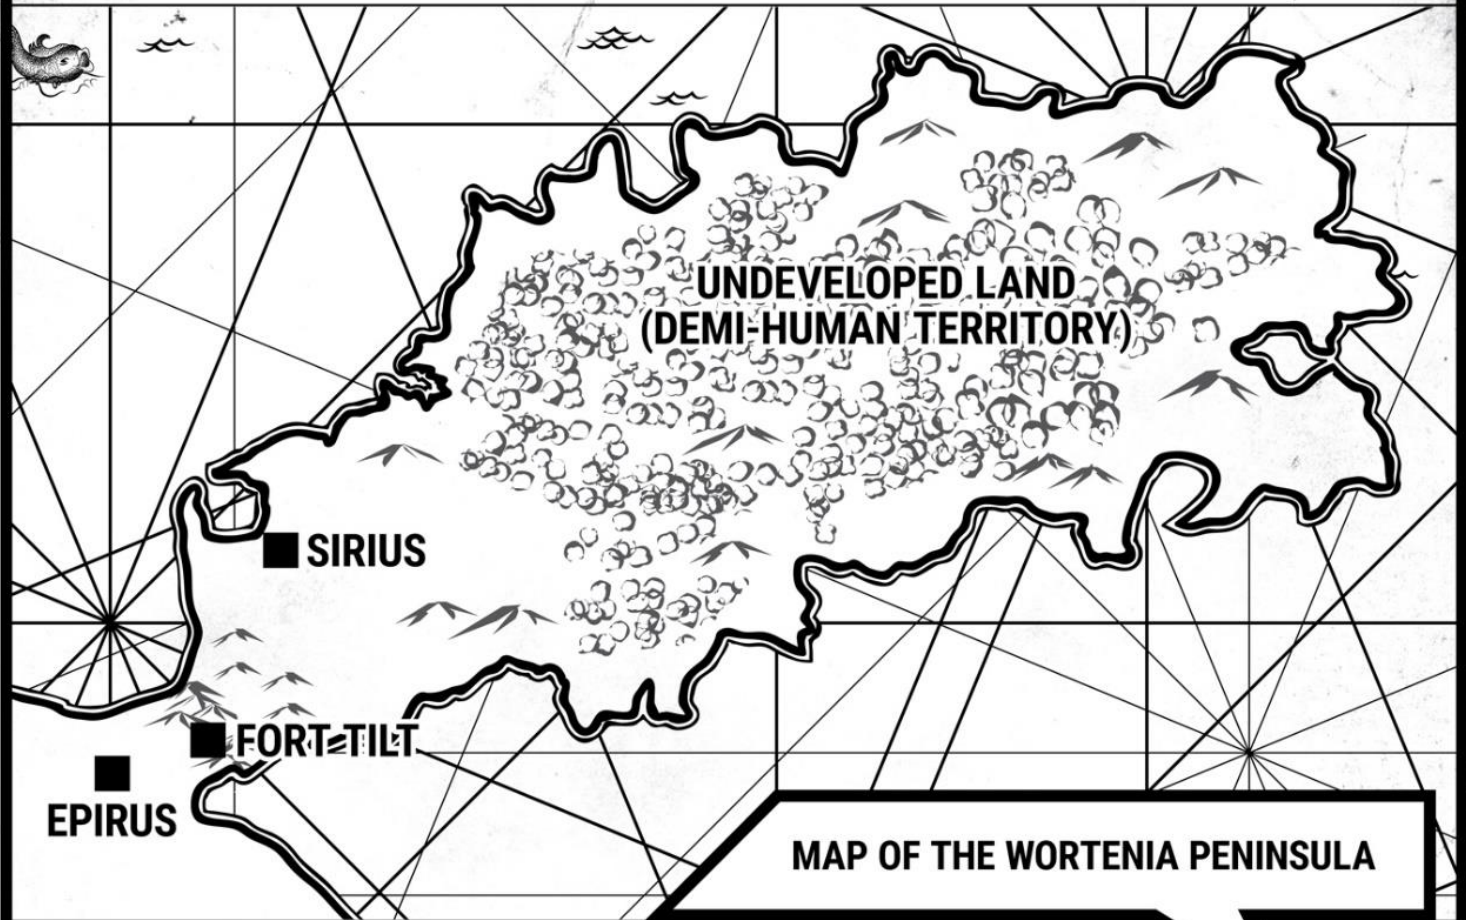 UNDEVELOPED LAND
(DEMI-HUMAN TERRITORY)
SIRIUS
FORT TILT
EPIRUS
MAP OF THE WORTENIA PENINSULA